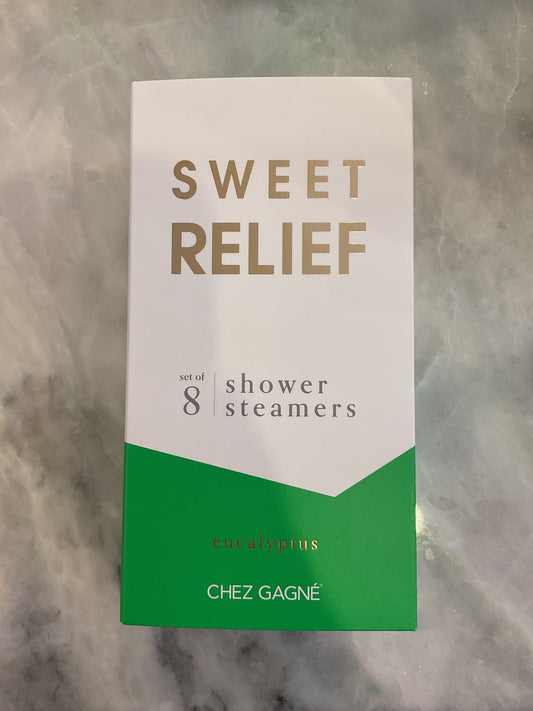 SWEET
RELIEF
set of
8
shower
steamers
eucalyptus
CHEZ GAGNÉ